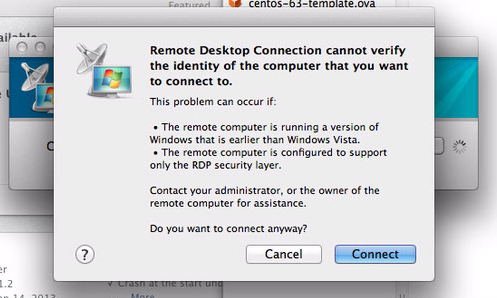 Featured
centos-63-template.ova
Remote Desktop Connection cannot verify
the identity of the computer that you want
to connect to.
This problem can occur if:
• The remote computer is running a version of
Windows that is earlier than Windows Vista.
• The remote computer is configured to support
only the RDP security layer.
Contact your administrator, or the owner of the
remote computer for assistance.
Do you want to connect anyway?
?
Cancel
Connect
1.2
14, 2013
✓ Crash at the start und
More